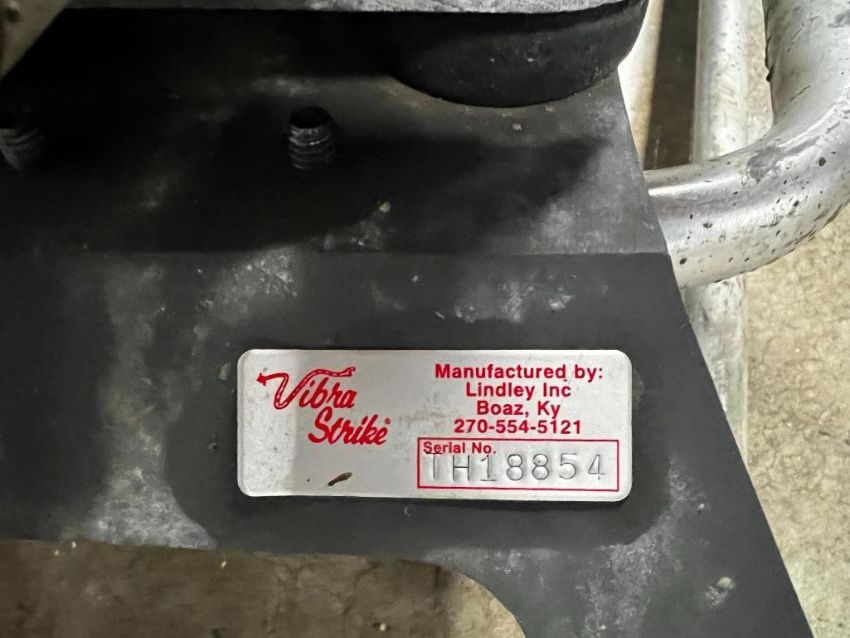 Vibra
Strike
Manufactured by:
Lindley Inc
Boaz, Ky
270-554-5121
Serial No.
TH18854